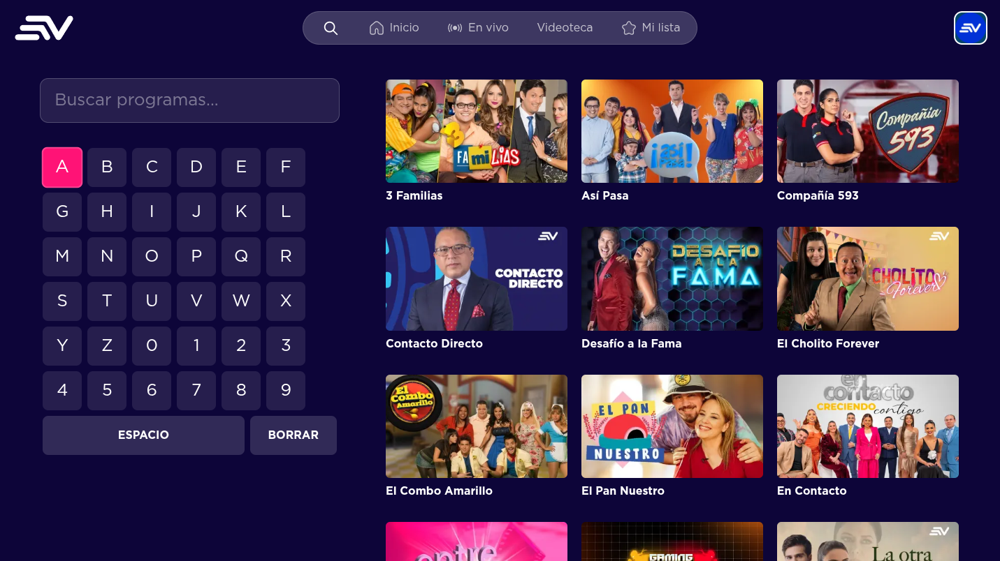 Inicio
En vivo
Videoteca
Mi lista
Buscar programas...
A B C D E F
G H I J K L
M N O P Q R
S T U V W X
Y Z 0 1 2 3
4 5 6 7 8 9
ESPACIO
BORRAR
3 FAMILIAS
3 Familias
¡así
Pasa!
Así Pasa
Compañia
593
Compañía 593
CONTACTO
DIRECTO
Contacto Directo
DESAFIO
A LA
FAMA
Desafío a la Fama
CHOLITO
Forever
El Cholito Forever
El
Combo
Amarillo
El Combo Amarillo
EL PAN
NUESTRO
El Pan Nuestro
en
contacto
CRECIENDO
contigo
En Contacto
entre
GAMING
La otra